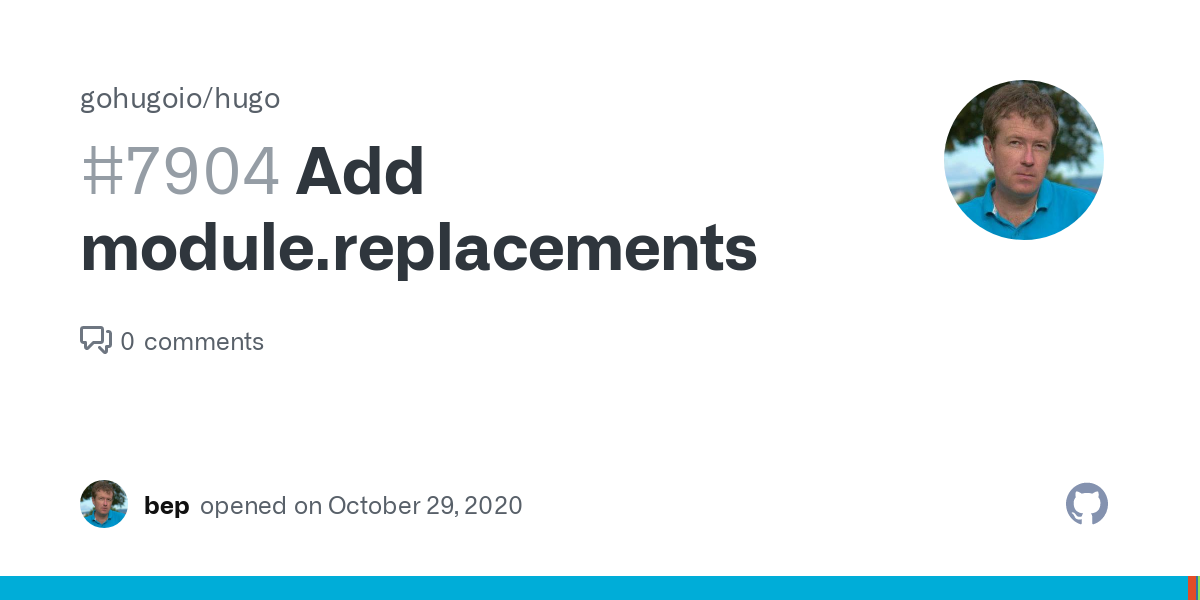 gohugoio/hugo
#7904 Add
module.replacements
0 comments
bep opened on October 29, 2020